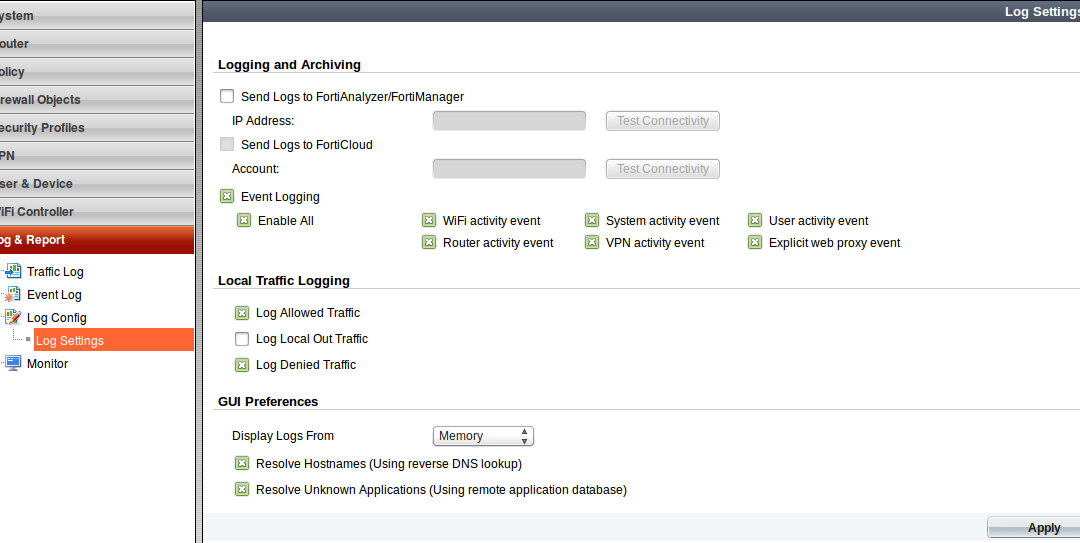 ystem
outer
olicy
rewall Objects
ecurity Profiles
PN
ser & Device
iFi Controller
og & Report
Traffic Log
Event Log
Log Config
Log Settings
Monitor
Log Settings
Logging and Archiving
Send Logs to FortiAnalyzer/FortiManager
IP Address: Test Connectivity
Send Logs to FortiCloud
Account: Test Connectivity
Event Logging
Enable All WiFi activity event System activity event User activity event
Router activity event VPN activity event Explicit web proxy event
Local Traffic Logging
Log Allowed Traffic
Log Local Out Traffic
Log Denied Traffic
GUI Preferences
Display Logs From Memory
Resolve Hostnames (Using reverse DNS lookup)
Resolve Unknown Applications (Using remote application database)
Apply